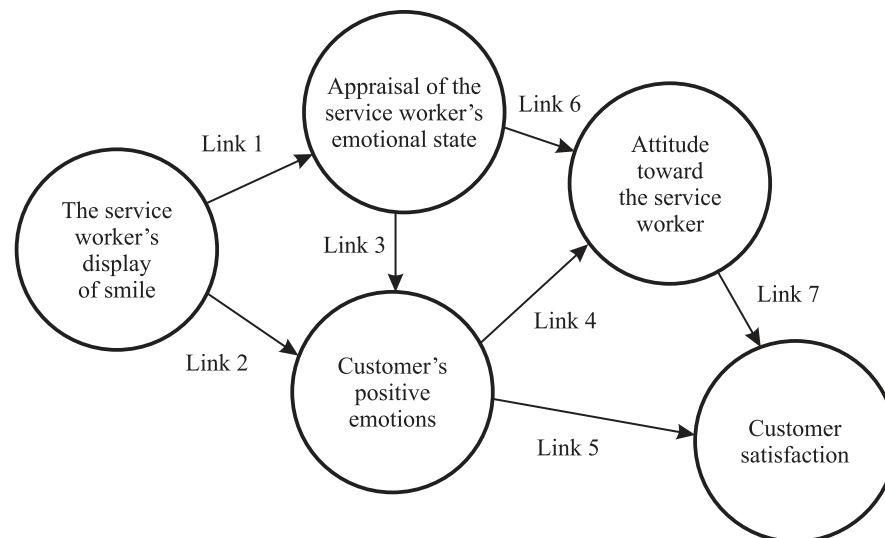 Appraisal of the
service worker’s
emotional state
Link 6
Link 1
Attitude
toward
the service
worker
The service
worker’s
display
of smile
Link 3
Link 7
Link 4
Link 2
Customer’s
positive
emotions
Link 5
Customer
satisfaction